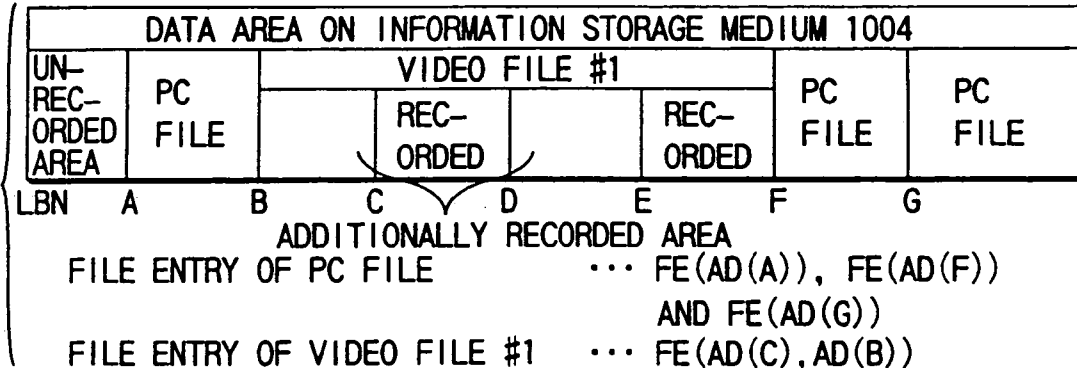 DATA AREA ON INFORMATION STORAGE MEDIUM 1004
UN-
REC-
ORDED
AREA
PC
FILE
VIDEO FILE #1
REC-
ORDED
REC-
ORDED
PC
FILE
PC
FILE
LBN A B C D E F G
ADDITIONALLY RECORDED AREA
FILE ENTRY OF PC FILE ··· FE(AD(A)), FE(AD(F))
AND FE(AD(G))
FILE ENTRY OF VIDEO FILE #1 ··· FE(AD(C),AD(B))